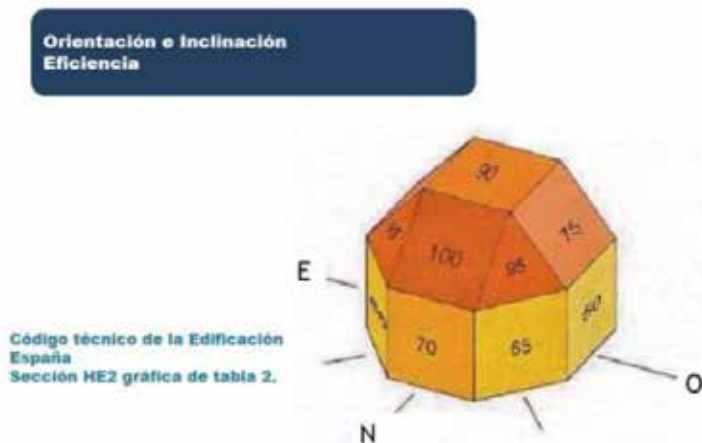 Orientación e Inclinación
Eficiencia
90
75
100
95
E
60
70
65
Código técnico de la Edificación
España
Sección HE2 gráfica de tabla 2.
O
N